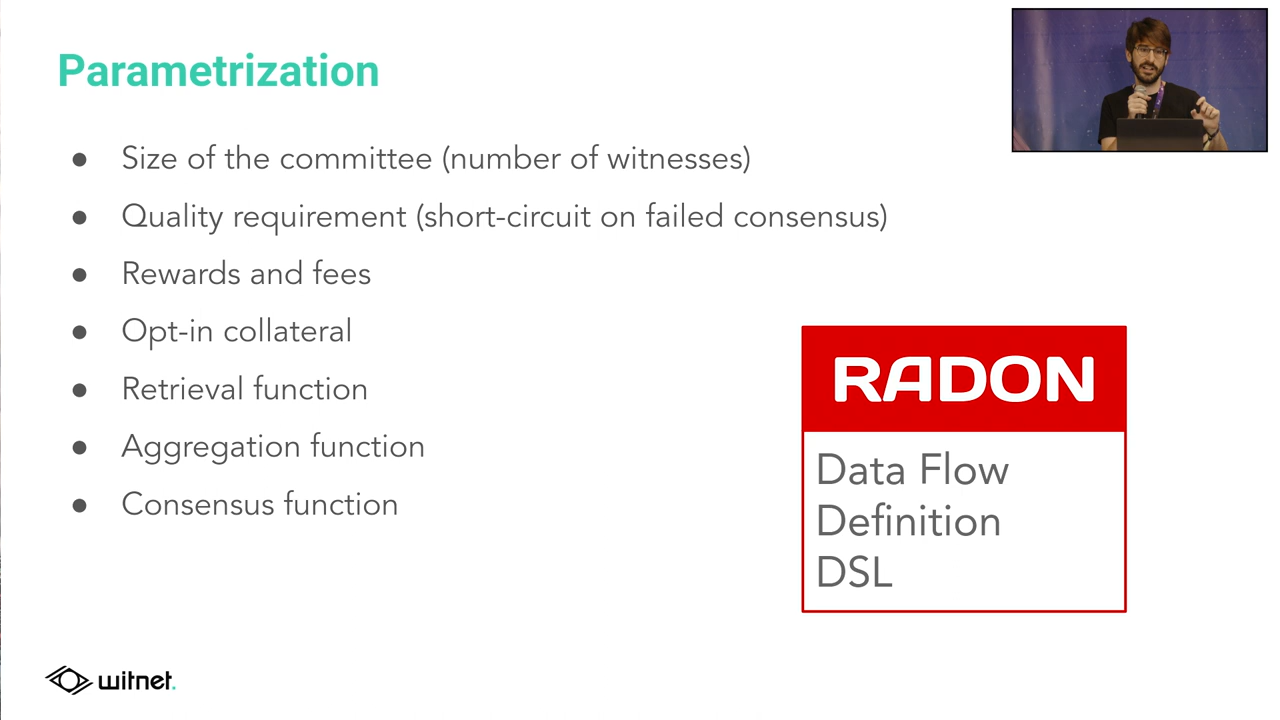 Parametrization
● Size of the committee (number of witnesses)
● Quality requirement (short-circuit on failed consensus)
● Rewards and fees
● Opt-in collateral
● Retrieval function
● Aggregation function
● Consensus function
RADON
Data Flow
Definition
DSL
witnet.